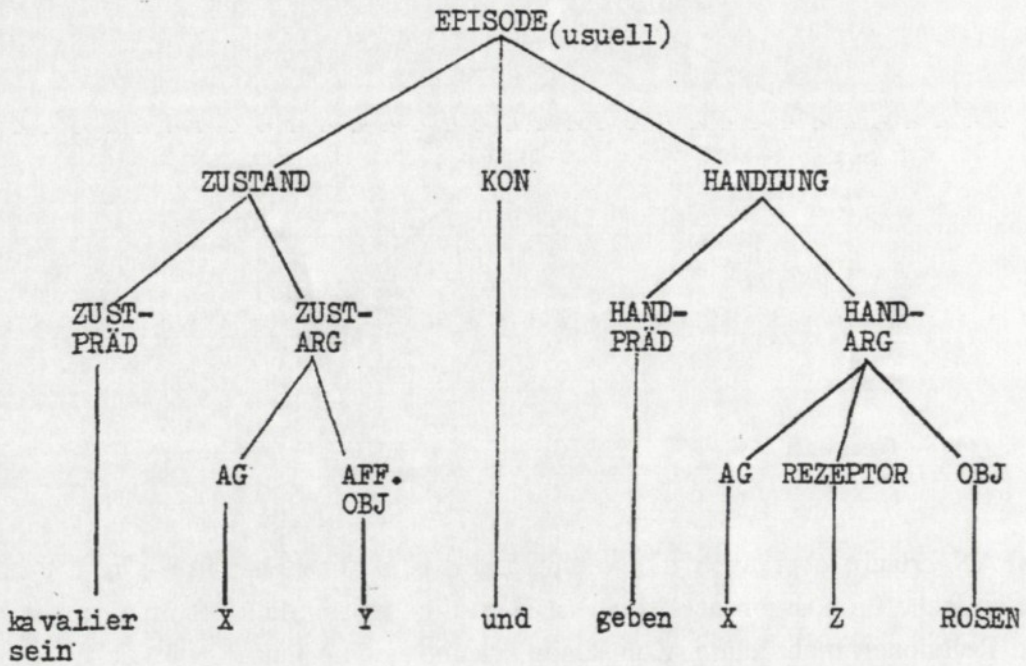 EPISODE (usuell)
ZUSTAND KON HANDLUNG
ZUST- ZUST- HAND- HAND-
PRÄD ARG PRÄD ARG
AG AFF. AG REZEPTOR OBJ
OBJ
kavalier X Y und geben X Z ROSEN
sein